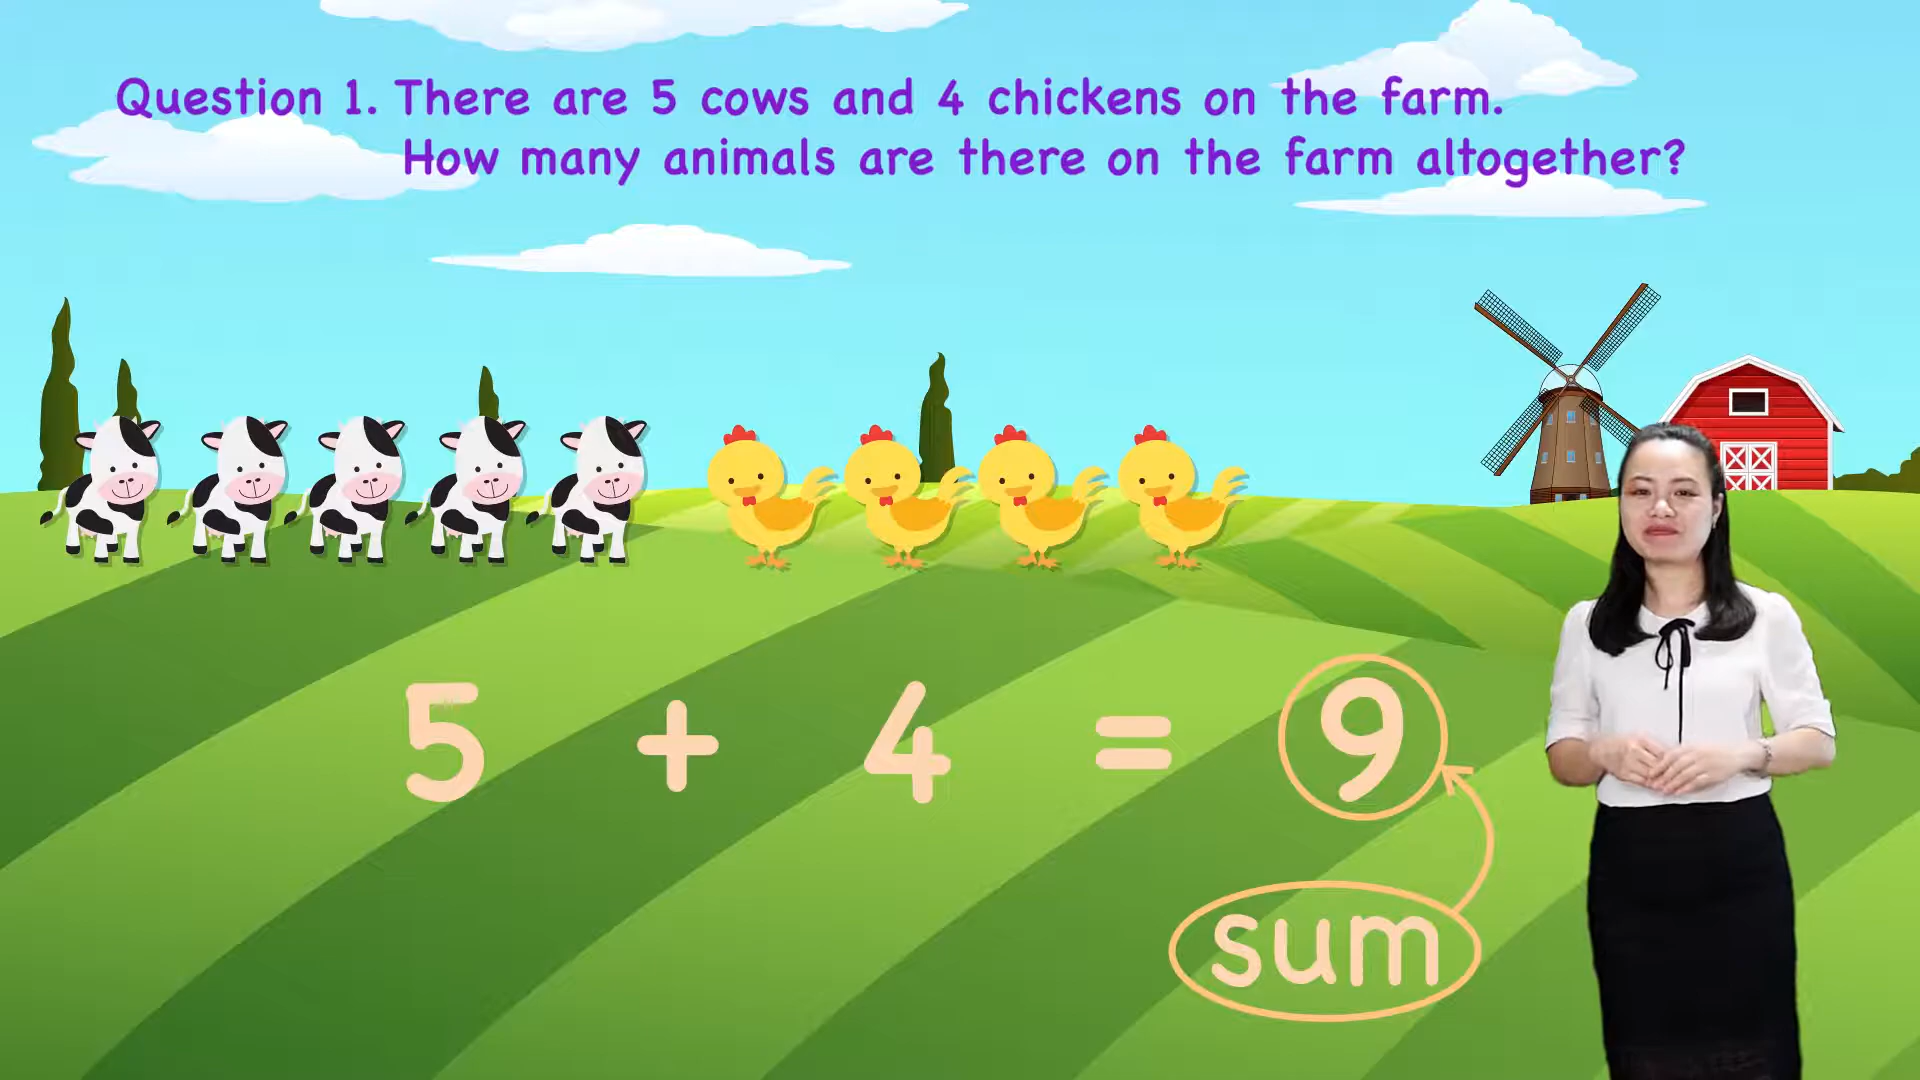 Question 1. There are 5 cows and 4 chickens on the farm.
How many animals are there on the farm altogether?
5 + 4 = 9
sum